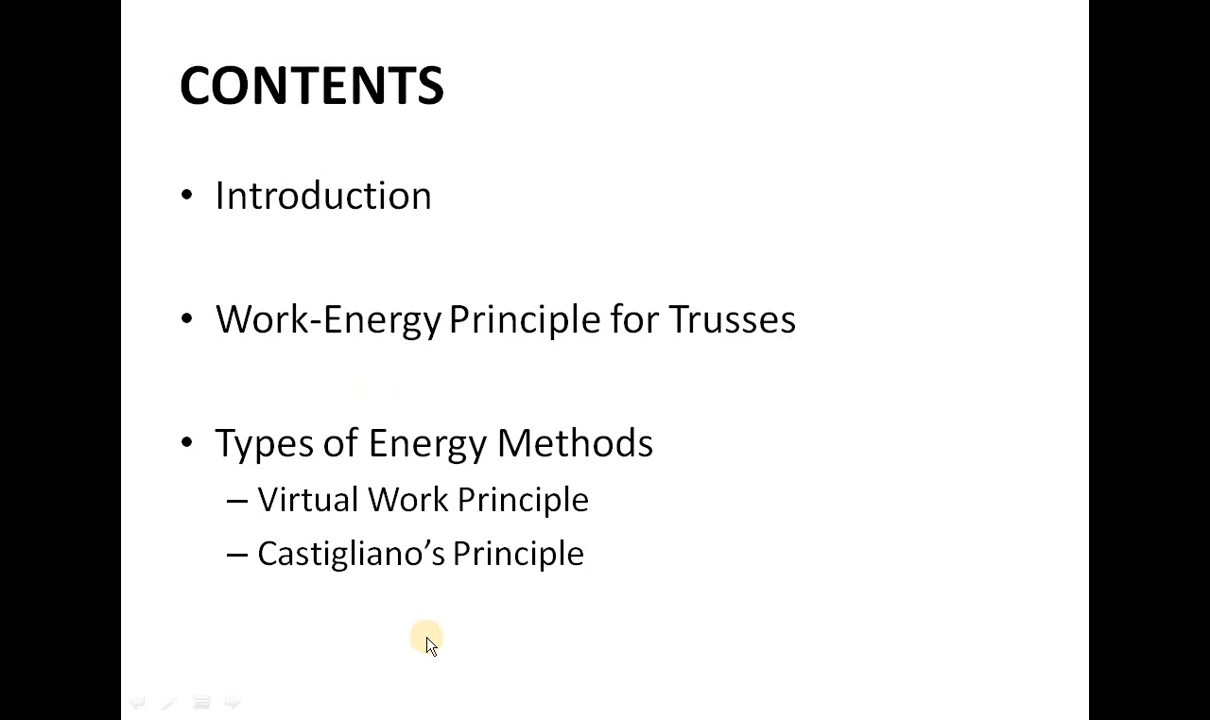 CONTENTS
• Introduction
• Work-Energy Principle for Trusses
• Types of Energy Methods
– Virtual Work Principle
– Castigliano’s Principle